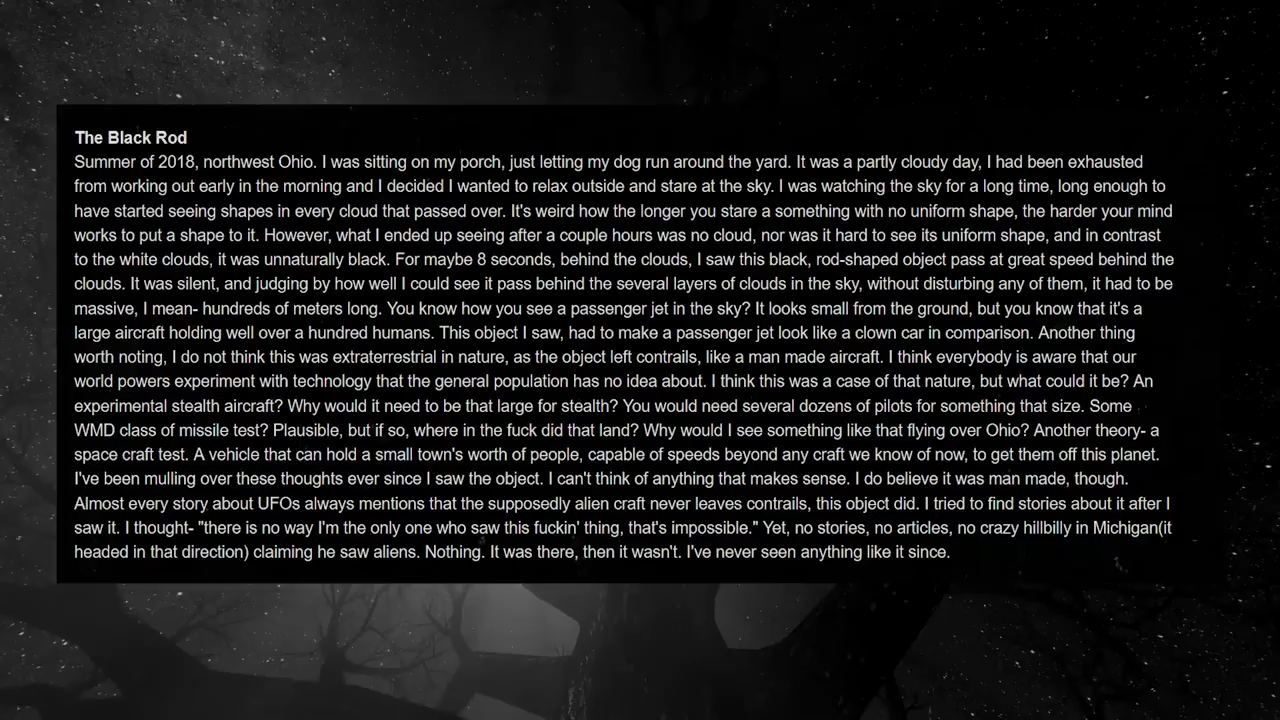 The Black Rod
Summer of 2018, northwest Ohio. I was sitting on my porch, just letting my dog run around the yard. It was a partly cloudy day, I had been exhausted
from working out early in the morning and I decided I wanted to relax outside and stare at the sky. I was watching the sky for a long time, long enough to
have started seeing shapes in every cloud that passed over. It's weird how the longer you stare a something with no uniform shape, the harder your mind
works to put a shape to it. However, what I ended up seeing after a couple hours was no cloud, nor was it hard to see its uniform shape, and in contrast
to the white clouds, it was unnaturally black. For maybe 8 seconds, behind the clouds, I saw this black, rod-shaped object pass at great speed behind the
clouds. It was silent, and judging by how well I could see it pass behind the several layers of clouds in the sky, without disturbing any of them, it had to be
massive, I mean- hundreds of meters long. You know how you see a passenger jet in the sky? It looks small from the ground, but you know that it's a
large aircraft holding well over a hundred humans. This object I saw, had to make a passenger jet look like a clown car in comparison. Another thing
worth noting, I do not think this was extraterrestrial in nature, as the object left contrails, like a man made aircraft. I think everybody is aware that our
world powers experiment with technology that the general population has no idea about. I think this was a case of that nature, but what could it be? An
experimental stealth aircraft? Why would it need to be that large for stealth? You would need several dozens of pilots for something that size. Some
WMD class of missile test? Plausible, but if so, where in the fuck did that land? Why would I see something like that flying over Ohio? Another theory- a
space craft test. A vehicle that can hold a small town's worth of people, capable of speeds beyond any craft we know of now, to get them off this planet.
I've been mulling over these thoughts ever since I saw the object. I can't think of anything that makes sense. I do believe it was man made, though.
Almost every story about UFOs always mentions that the supposedly alien craft never leaves contrails, this object did. I tried to find stories about it after I
saw it. I thought- "there is no way I'm the only one who saw this fuckin' thing, that's impossible." Yet, no stories, no articles, no crazy hillbilly in Michigan(it
headed in that direction) claiming he saw aliens. Nothing. It was there, then it wasn't. I've never seen anything like it since.